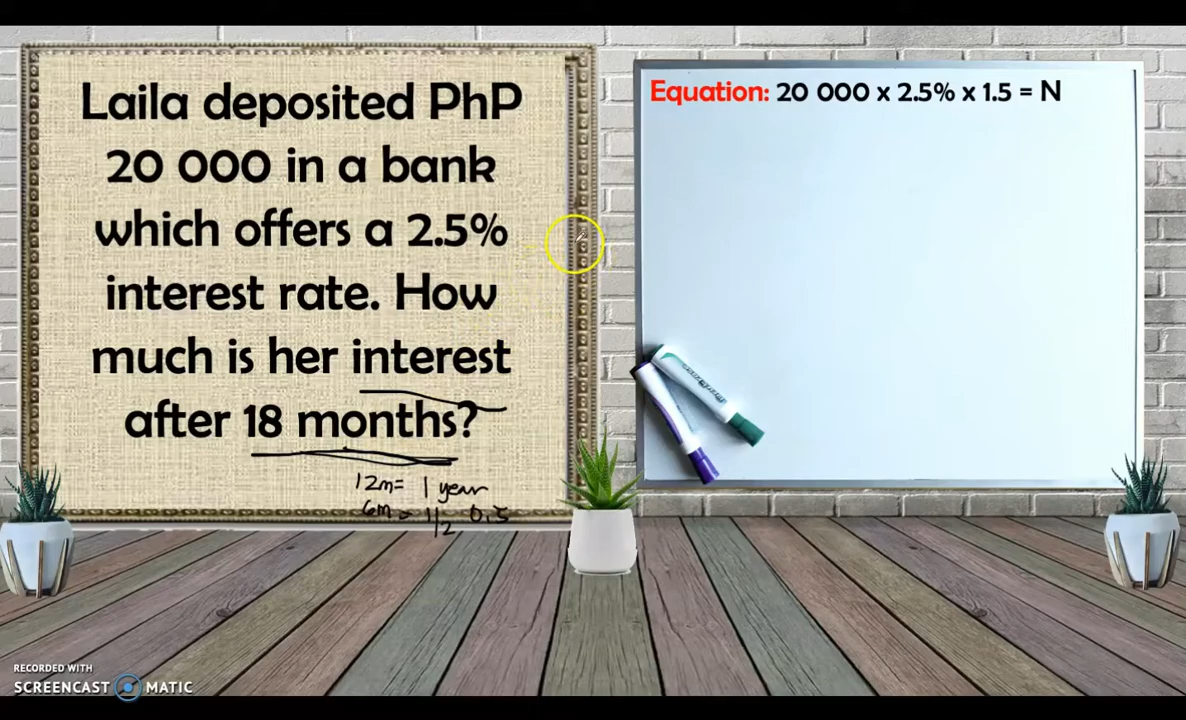 Laila deposited PhP
20 000 in a bank
which offers a 2.5%
interest rate. How
much is her interest
after 18 months?
12m= 1 year
6m = 1/2 0.5
Equation: 20 000 x 2.5% x 1.5 = N
RECORDED WITH
SCREENCAST MATIC